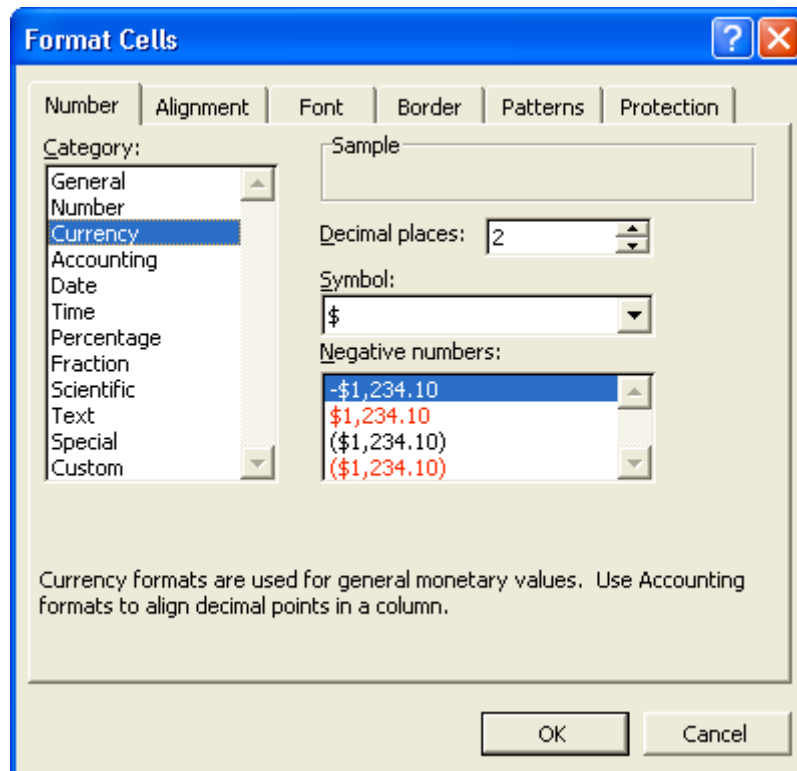 Format Cells
Number Alignment Font Border Patterns Protection
Category:
General
Number
Currency
Accounting
Date
Time
Percentage
Fraction
Scientific
Text
Special
Custom
Sample
Decimal places: 2
Symbol:
$
Negative numbers:
-$1,234.10
$1,234.10
($1,234.10)
($1,234.10)
Currency formats are used for general monetary values. Use Accounting
formats to align decimal points in a column.
OK Cancel